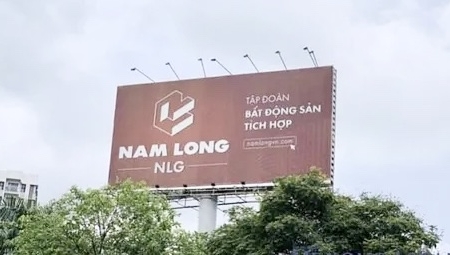 NAM LONG
NLG
TẬP ĐOÀN
BẤT ĐỘNG SẢN
TÍCH HỢP
namlongvn.com